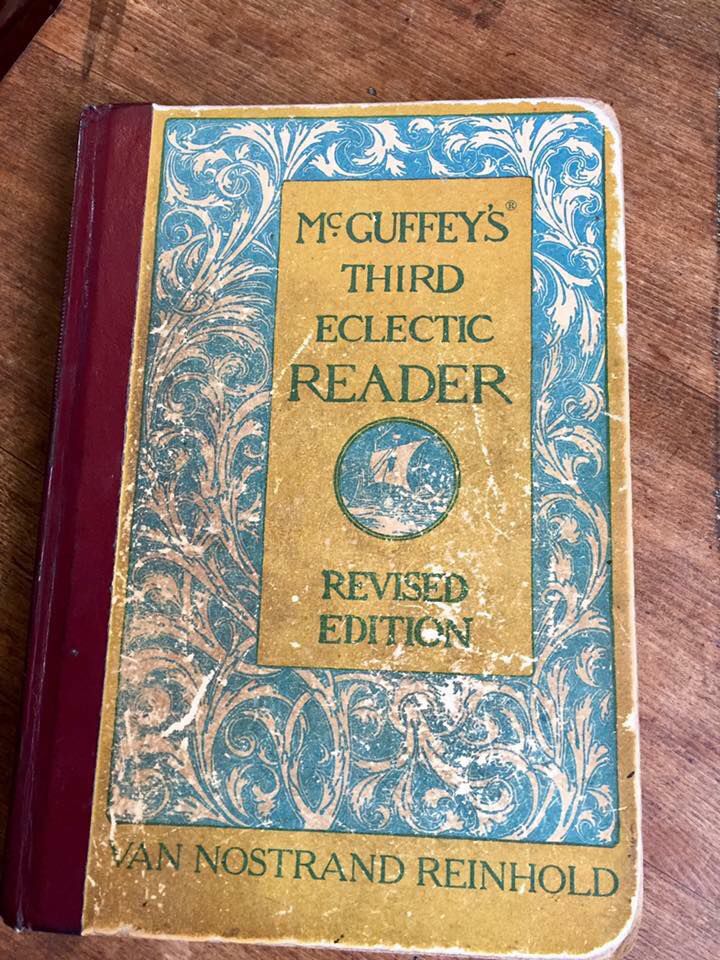 McGUFFEY'S®
THIRD
ECLECTIC
READER
REVISED
EDITION
VAN NOSTRAND REINHOLD